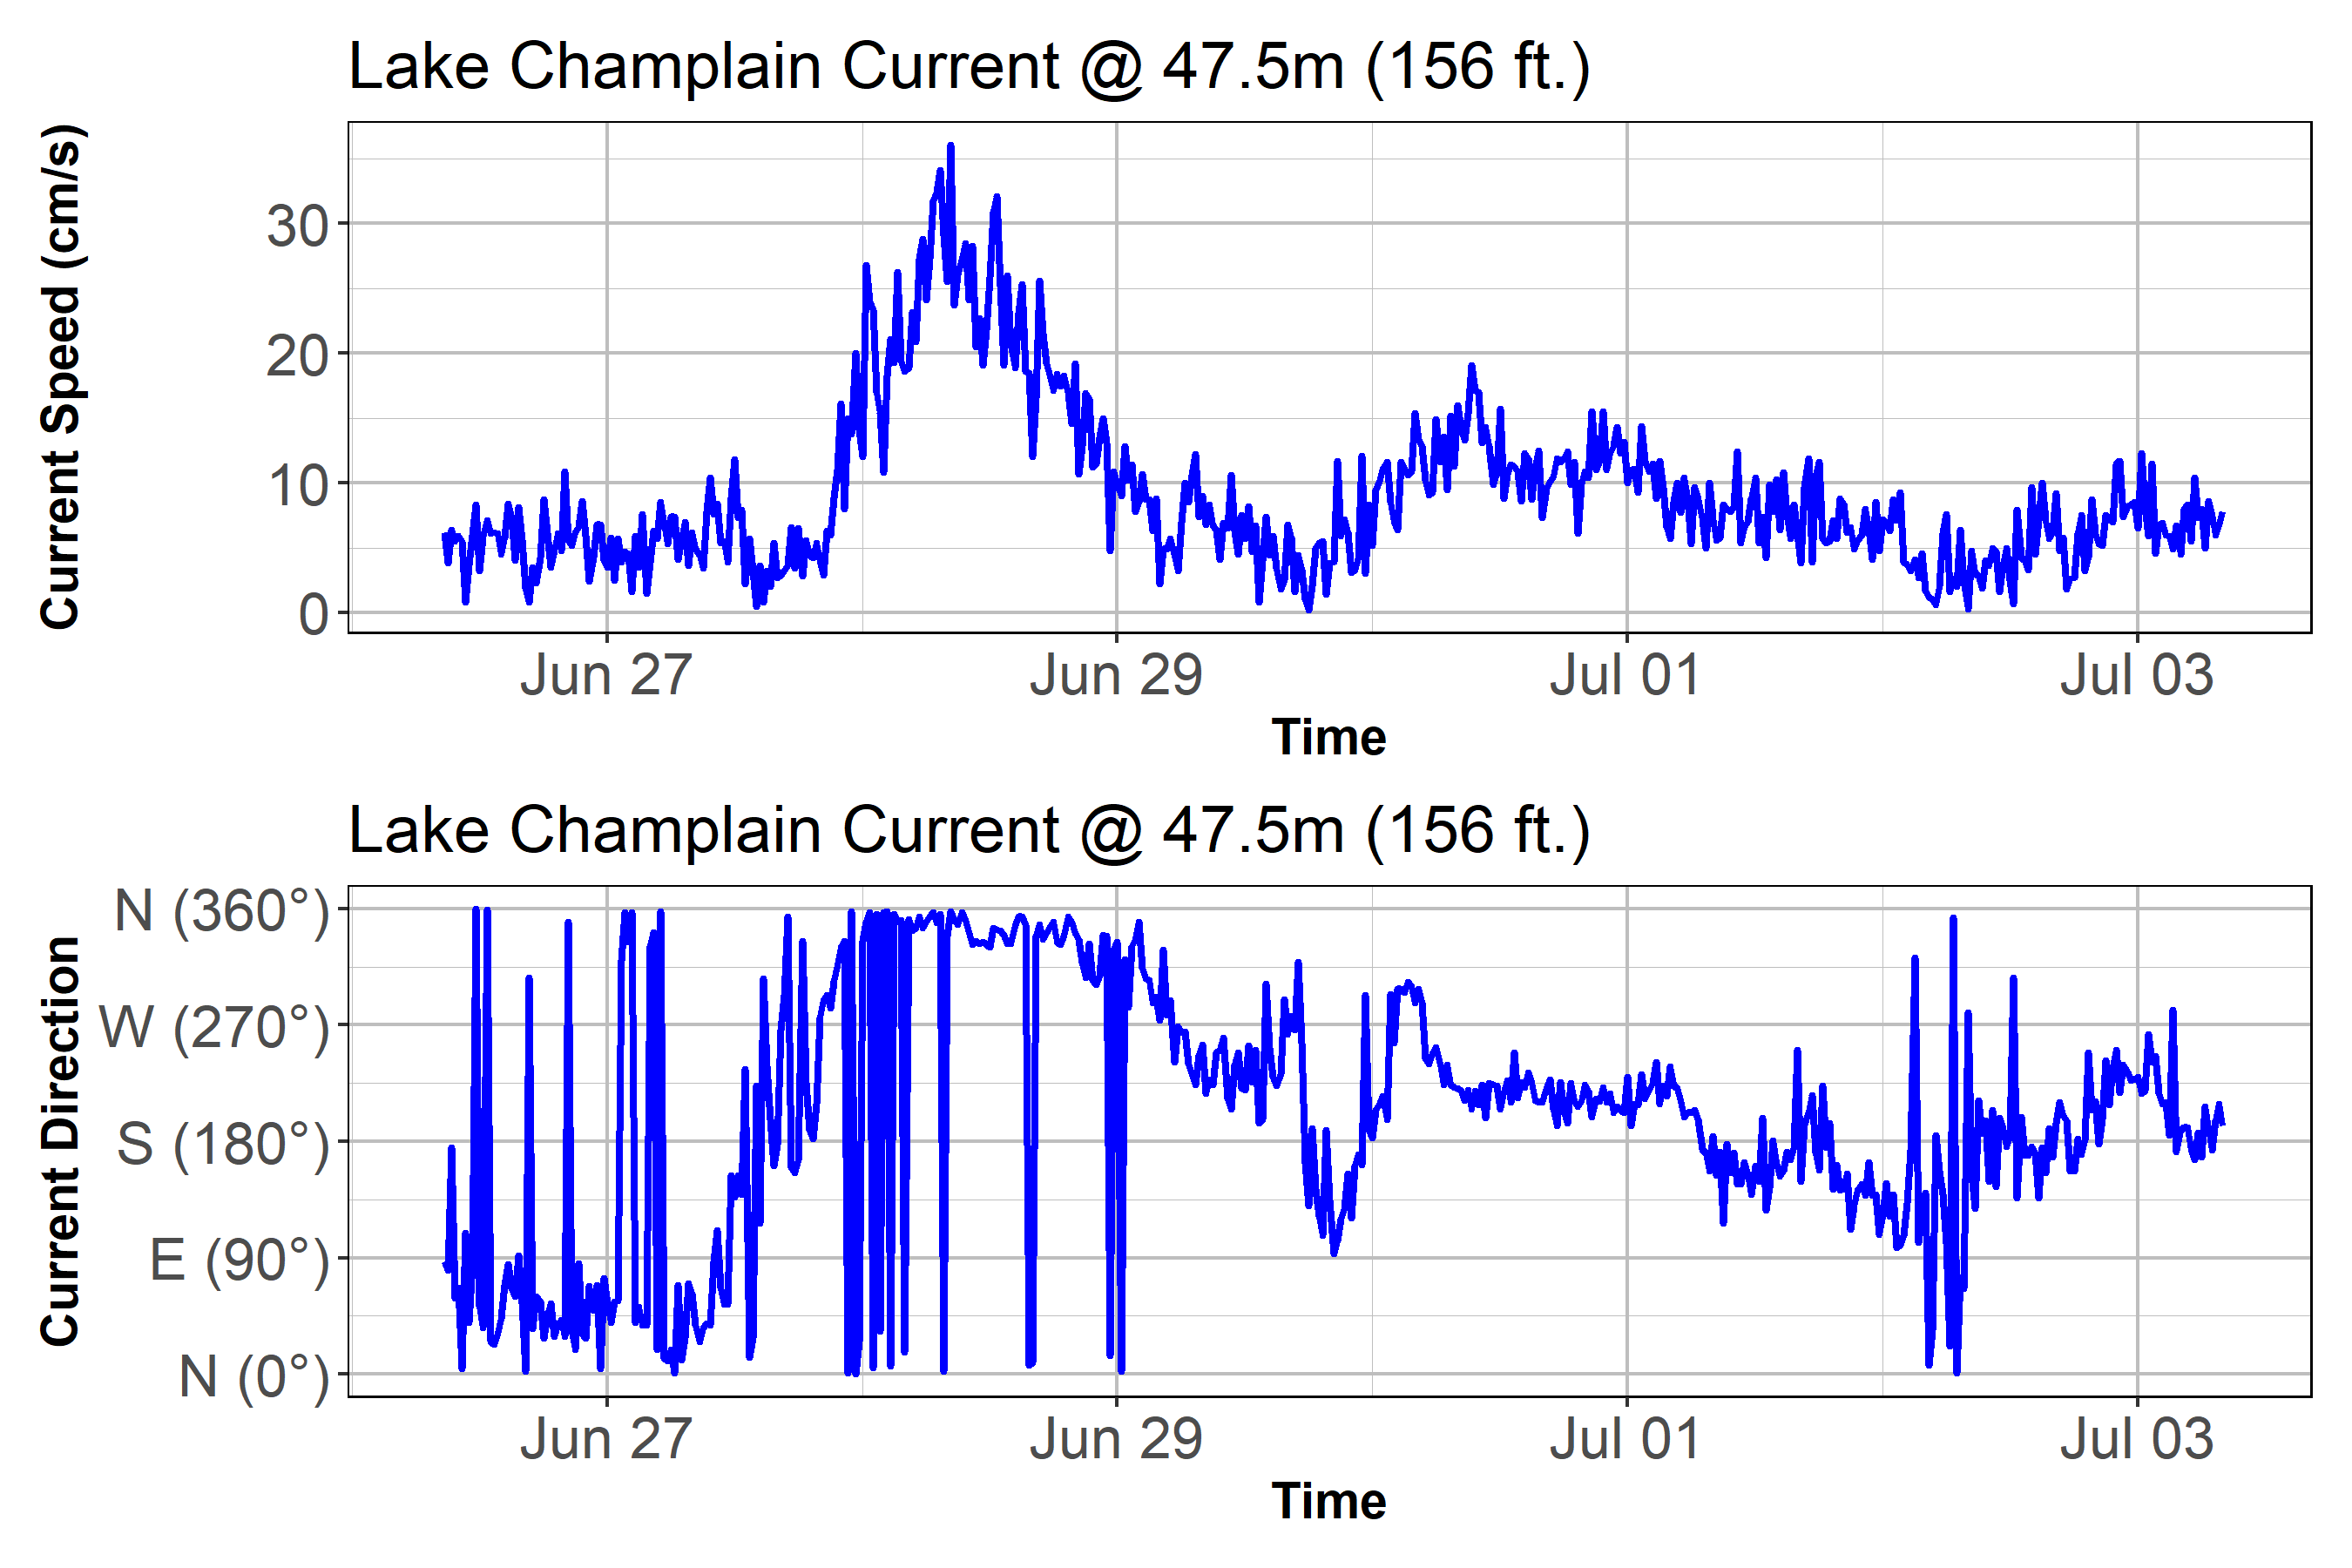 Lake Champlain Current @ 47.5m (156 ft.)
Current Speed (cm/s)
30
20
10
0
Jun 27 Jun 29 Jul 01 Jul 03
Time
Lake Champlain Current @ 47.5m (156 ft.)
Current Direction
N (360°)
W (270°)
S (180°)
E (90°)
N (0°)
Jun 27 Jun 29 Jul 01 Jul 03
Time